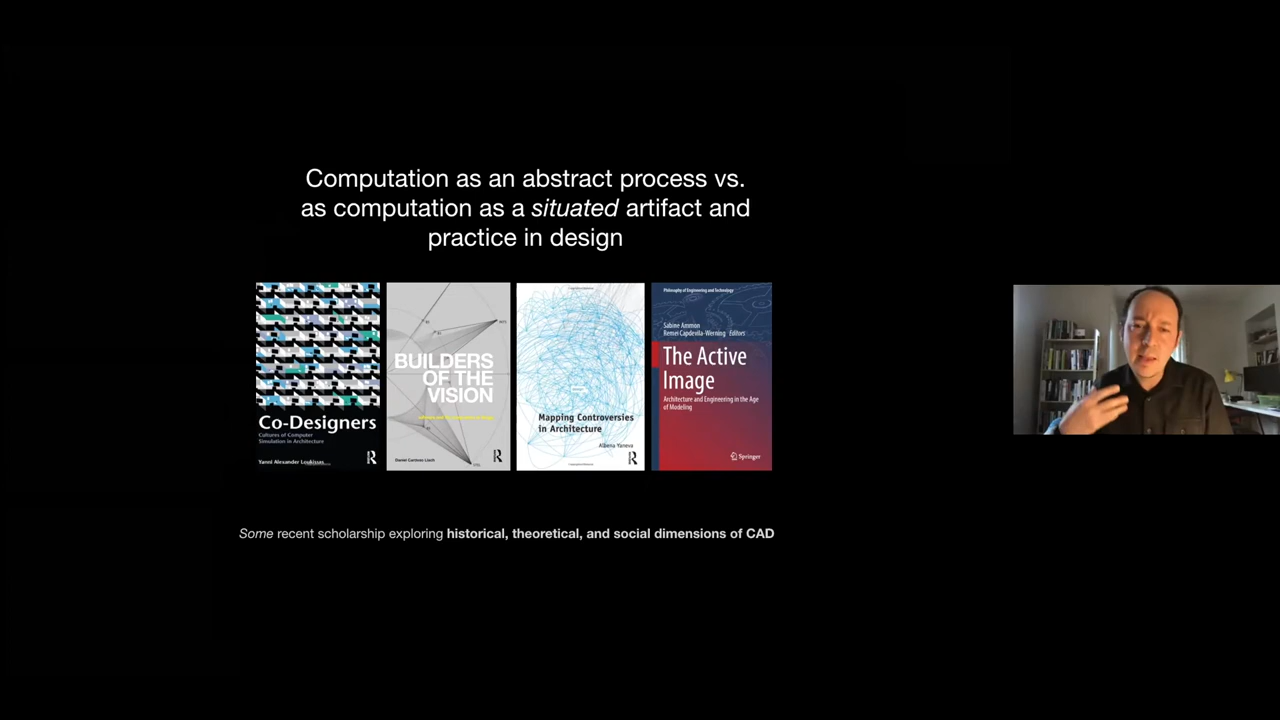 Computation as an abstract process vs.
as computation as a situated artifact and
practice in design
Co-Designers
Cultures of Computer
Simulation in Architecture
Yanni Alexander Loukissas
R
BUILDERS
OF THE
VISION
Daniel Cardoso Llach
R
Mapping Controversies
in Architecture
Albena Yaneva
R
Philosophy of Engineering and Technology
Sabine Ammon
Remei Capdevila-Werning Editors
The Active
Image
Architecture and Engineering in the Age
of Modeling
Springer
Some recent scholarship exploring historical, theoretical, and social dimensions of CAD